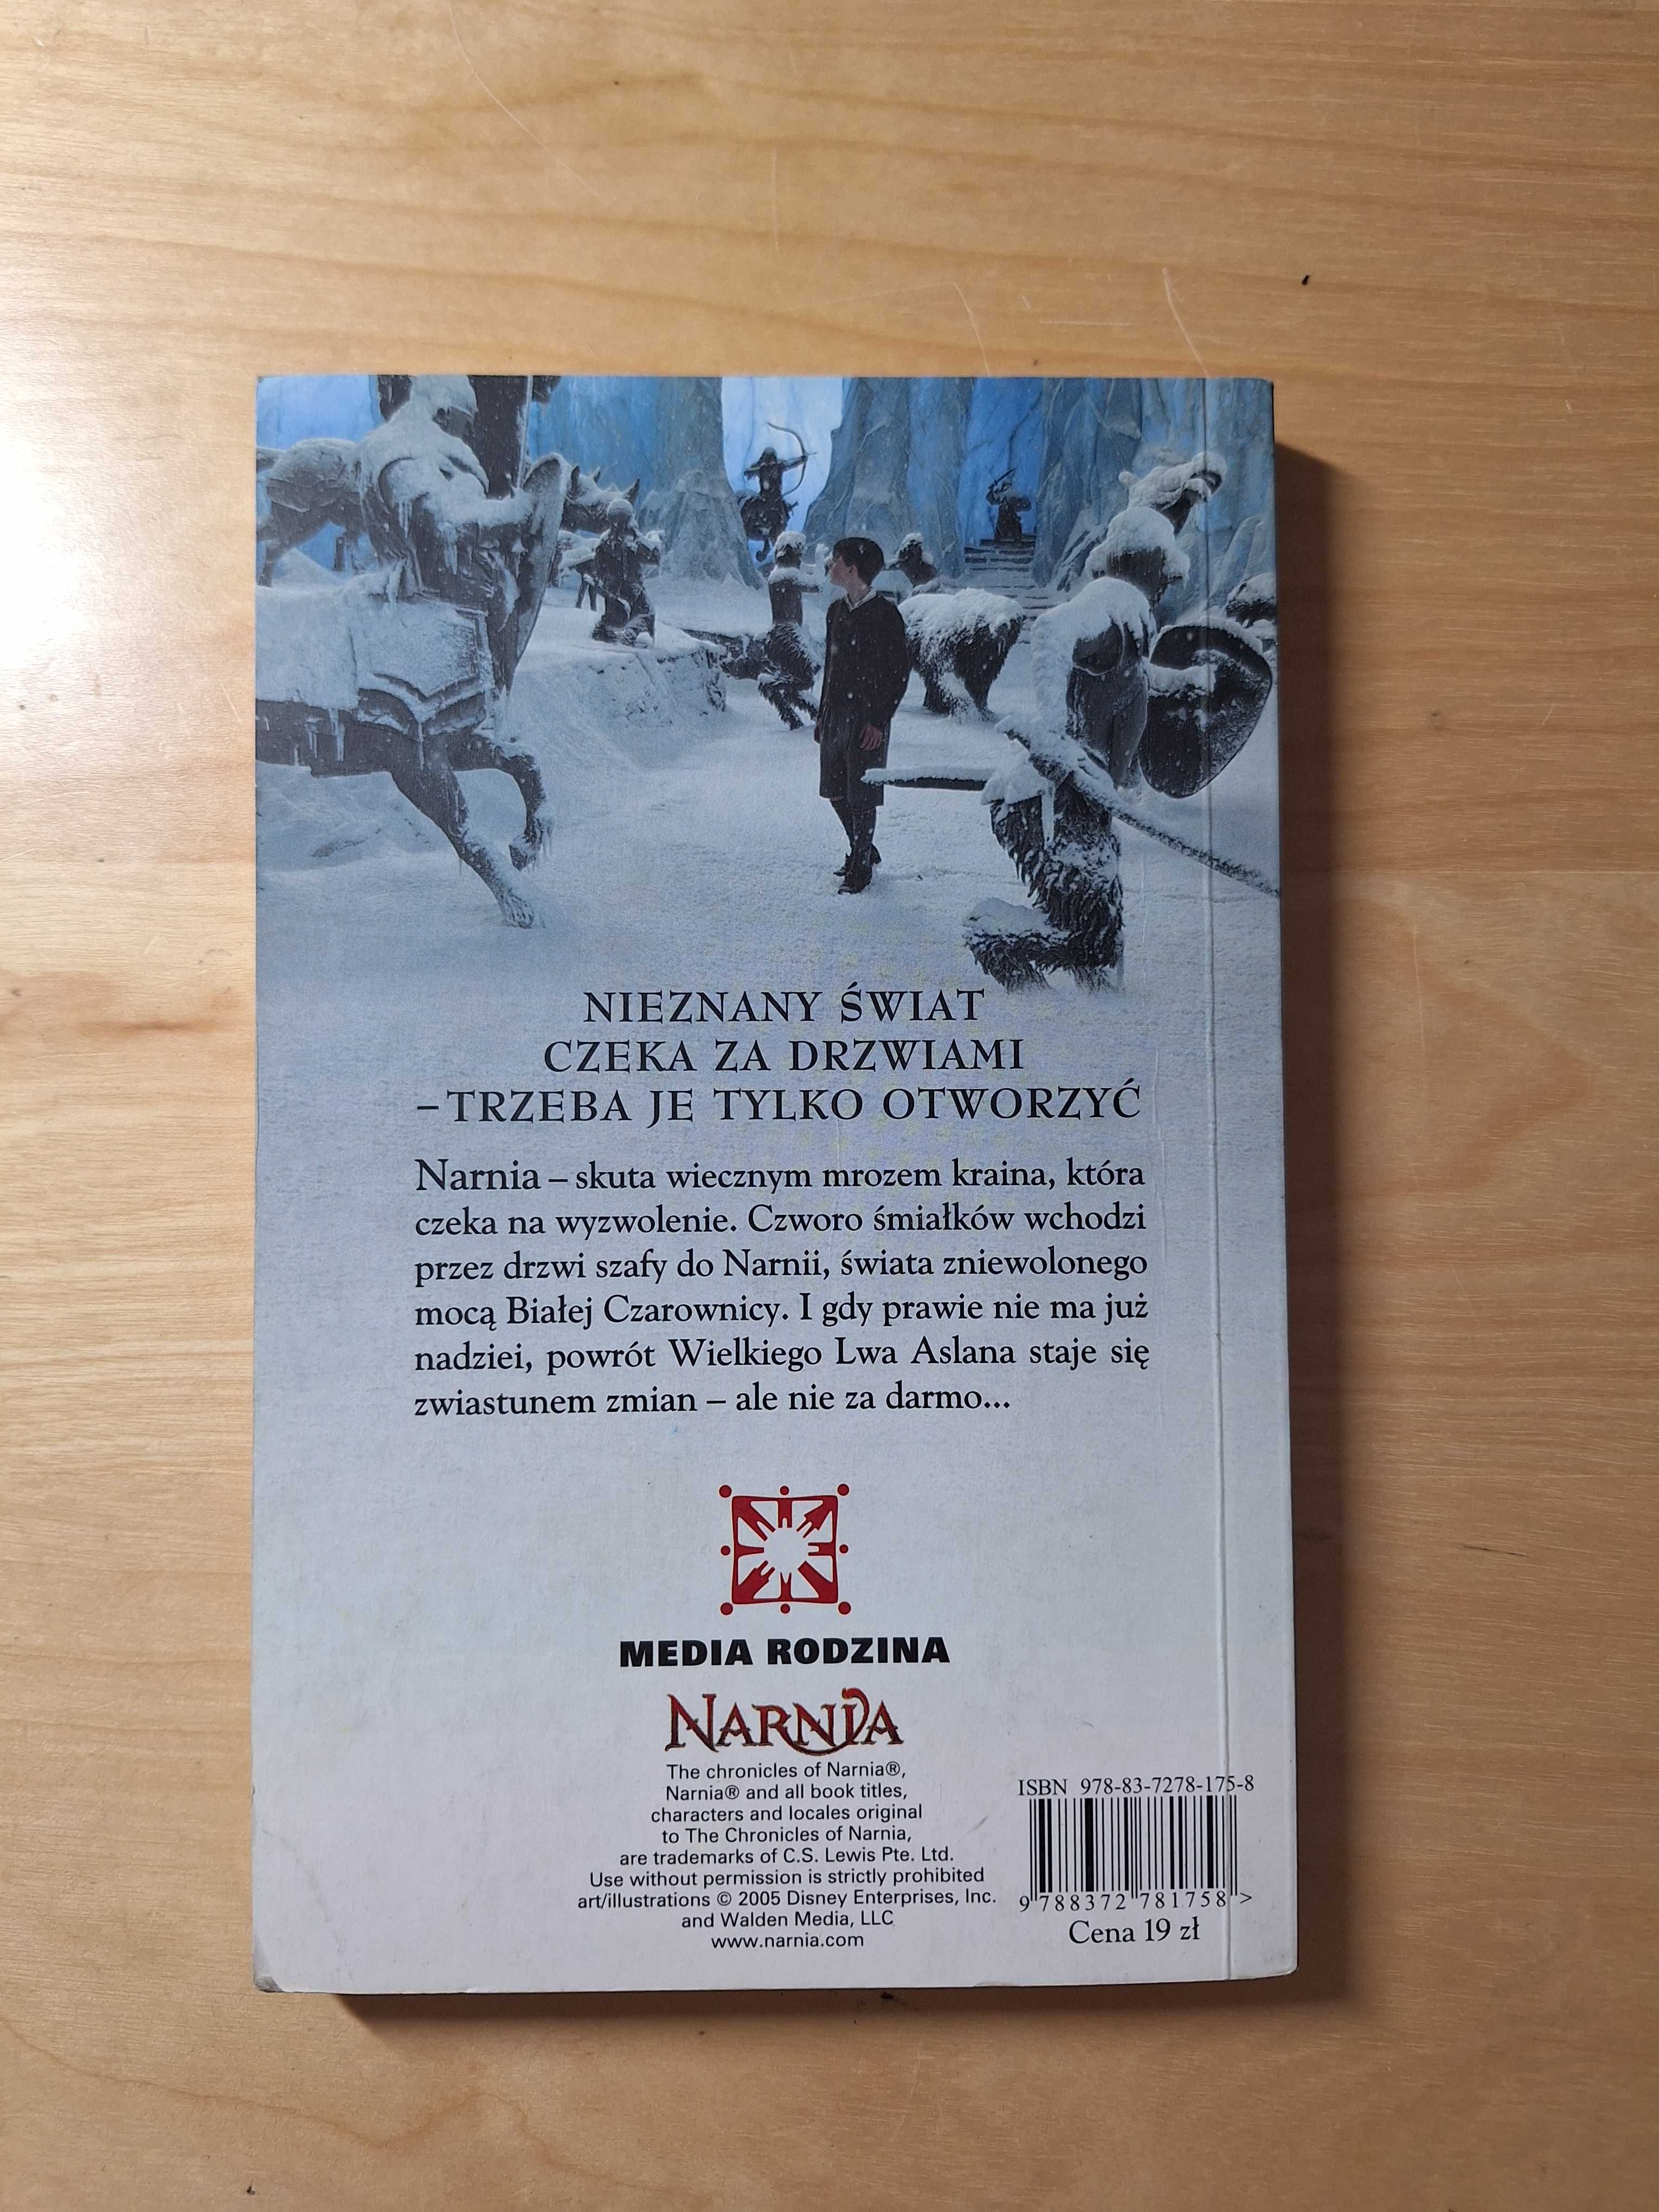 NIEZNANY ŚWIAT
CZEKA ZA DRZWIAMI
– TRZEBA JE TYLKO OTWORZYĆ
Narnia – skuta wiecznym mrozem kraina, która
czeka na wyzwolenie. Czworo śmiałków wchodzi
przez drzwi szafy do Narnii, świata zniewolonego
mocą Białej Czarownicy. I gdy prawie nie ma już
nadziei, powrót Wielkiego Lwa Aslana staje się
zwiastunem zmian – ale nie za darmo...
MEDIA RODZINA
NARNIA
The chronicles of Narnia®,
Narnia® and all book titles,
characters and locales original
to The Chronicles of Narnia,
are trademarks of C.S. Lewis Pte. Ltd.
Use without permission is strictly prohibited
art/illustrations © 2005 Disney Enterprises, Inc.
and Walden Media, LLC
www.narnia.com
ISBN 978-83-7278-175-8
9 788372 781758 >
Cena 19 zł